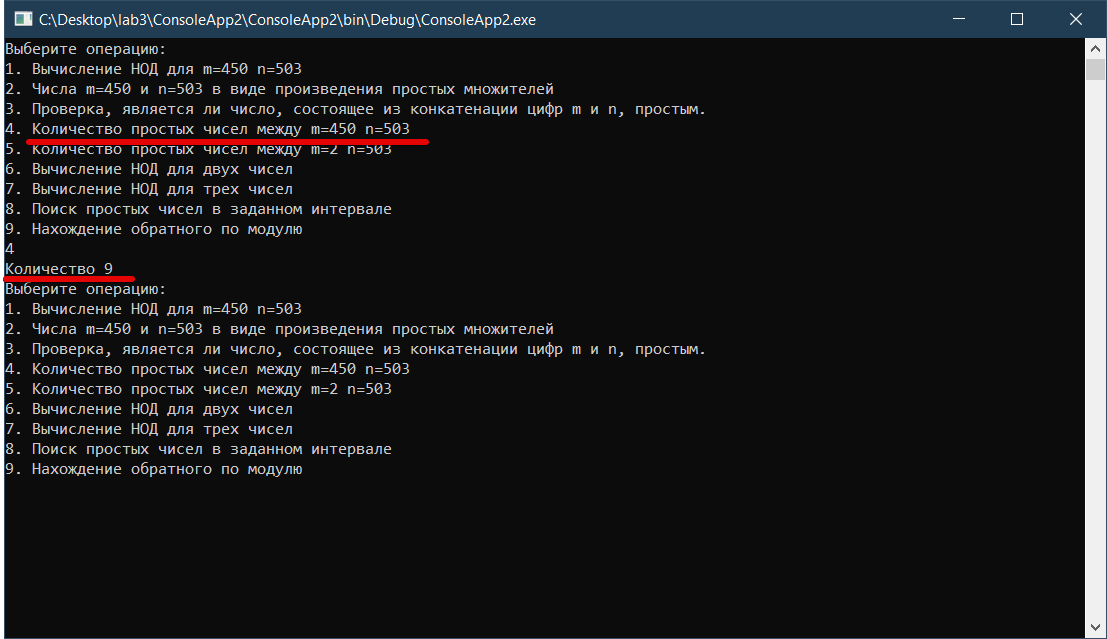 C:\Desktop\lab3\ConsoleApp2\ConsoleApp2\bin\Debug\ConsoleApp2.exe
Выберите операцию:
1. Вычисление НОД для m=450 n=503
2. Числа m=450 и n=503 в виде произведения простых множителей
3. Проверка, является ли число, состоящее из конкатенации цифр m и n, простым.
4. Количество простых чисел между m=450 n=503
5. Количество простых чисел между m=2 n=503
6. Вычисление НОД для двух чисел
7. Вычисление НОД для трех чисел
8. Поиск простых чисел в заданном интервале
9. Нахождение обратного по модулю
4
Количество 9
Выберите операцию:
1. Вычисление НОД для m=450 n=503
2. Числа m=450 и n=503 в виде произведения простых множителей
3. Проверка, является ли число, состоящее из конкатенации цифр m и n, простым.
4. Количество простых чисел между m=450 n=503
5. Количество простых чисел между m=2 n=503
6. Вычисление НОД для двух чисел
7. Вычисление НОД для трех чисел
8. Поиск простых чисел в заданном интервале
9. Нахождение обратного по модулю